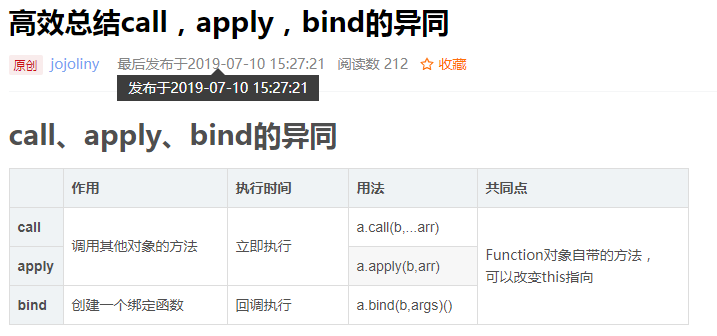 高效总结call，apply，bind的异同
原创 jojoliny 最后发布于2019-07-10 15:27:21 阅读数 212 收藏
发布于2019-07-10 15:27:21
call、apply、bind的异同
作用 执行时间 用法 共同点
call a.call(b,...arr)
调用其他对象的方法 立即执行
apply a.apply(b,arr)
Function对象自带的方法，
可以改变this指向
bind 创建一个绑定函数 回调执行 a.bind(b,args)()